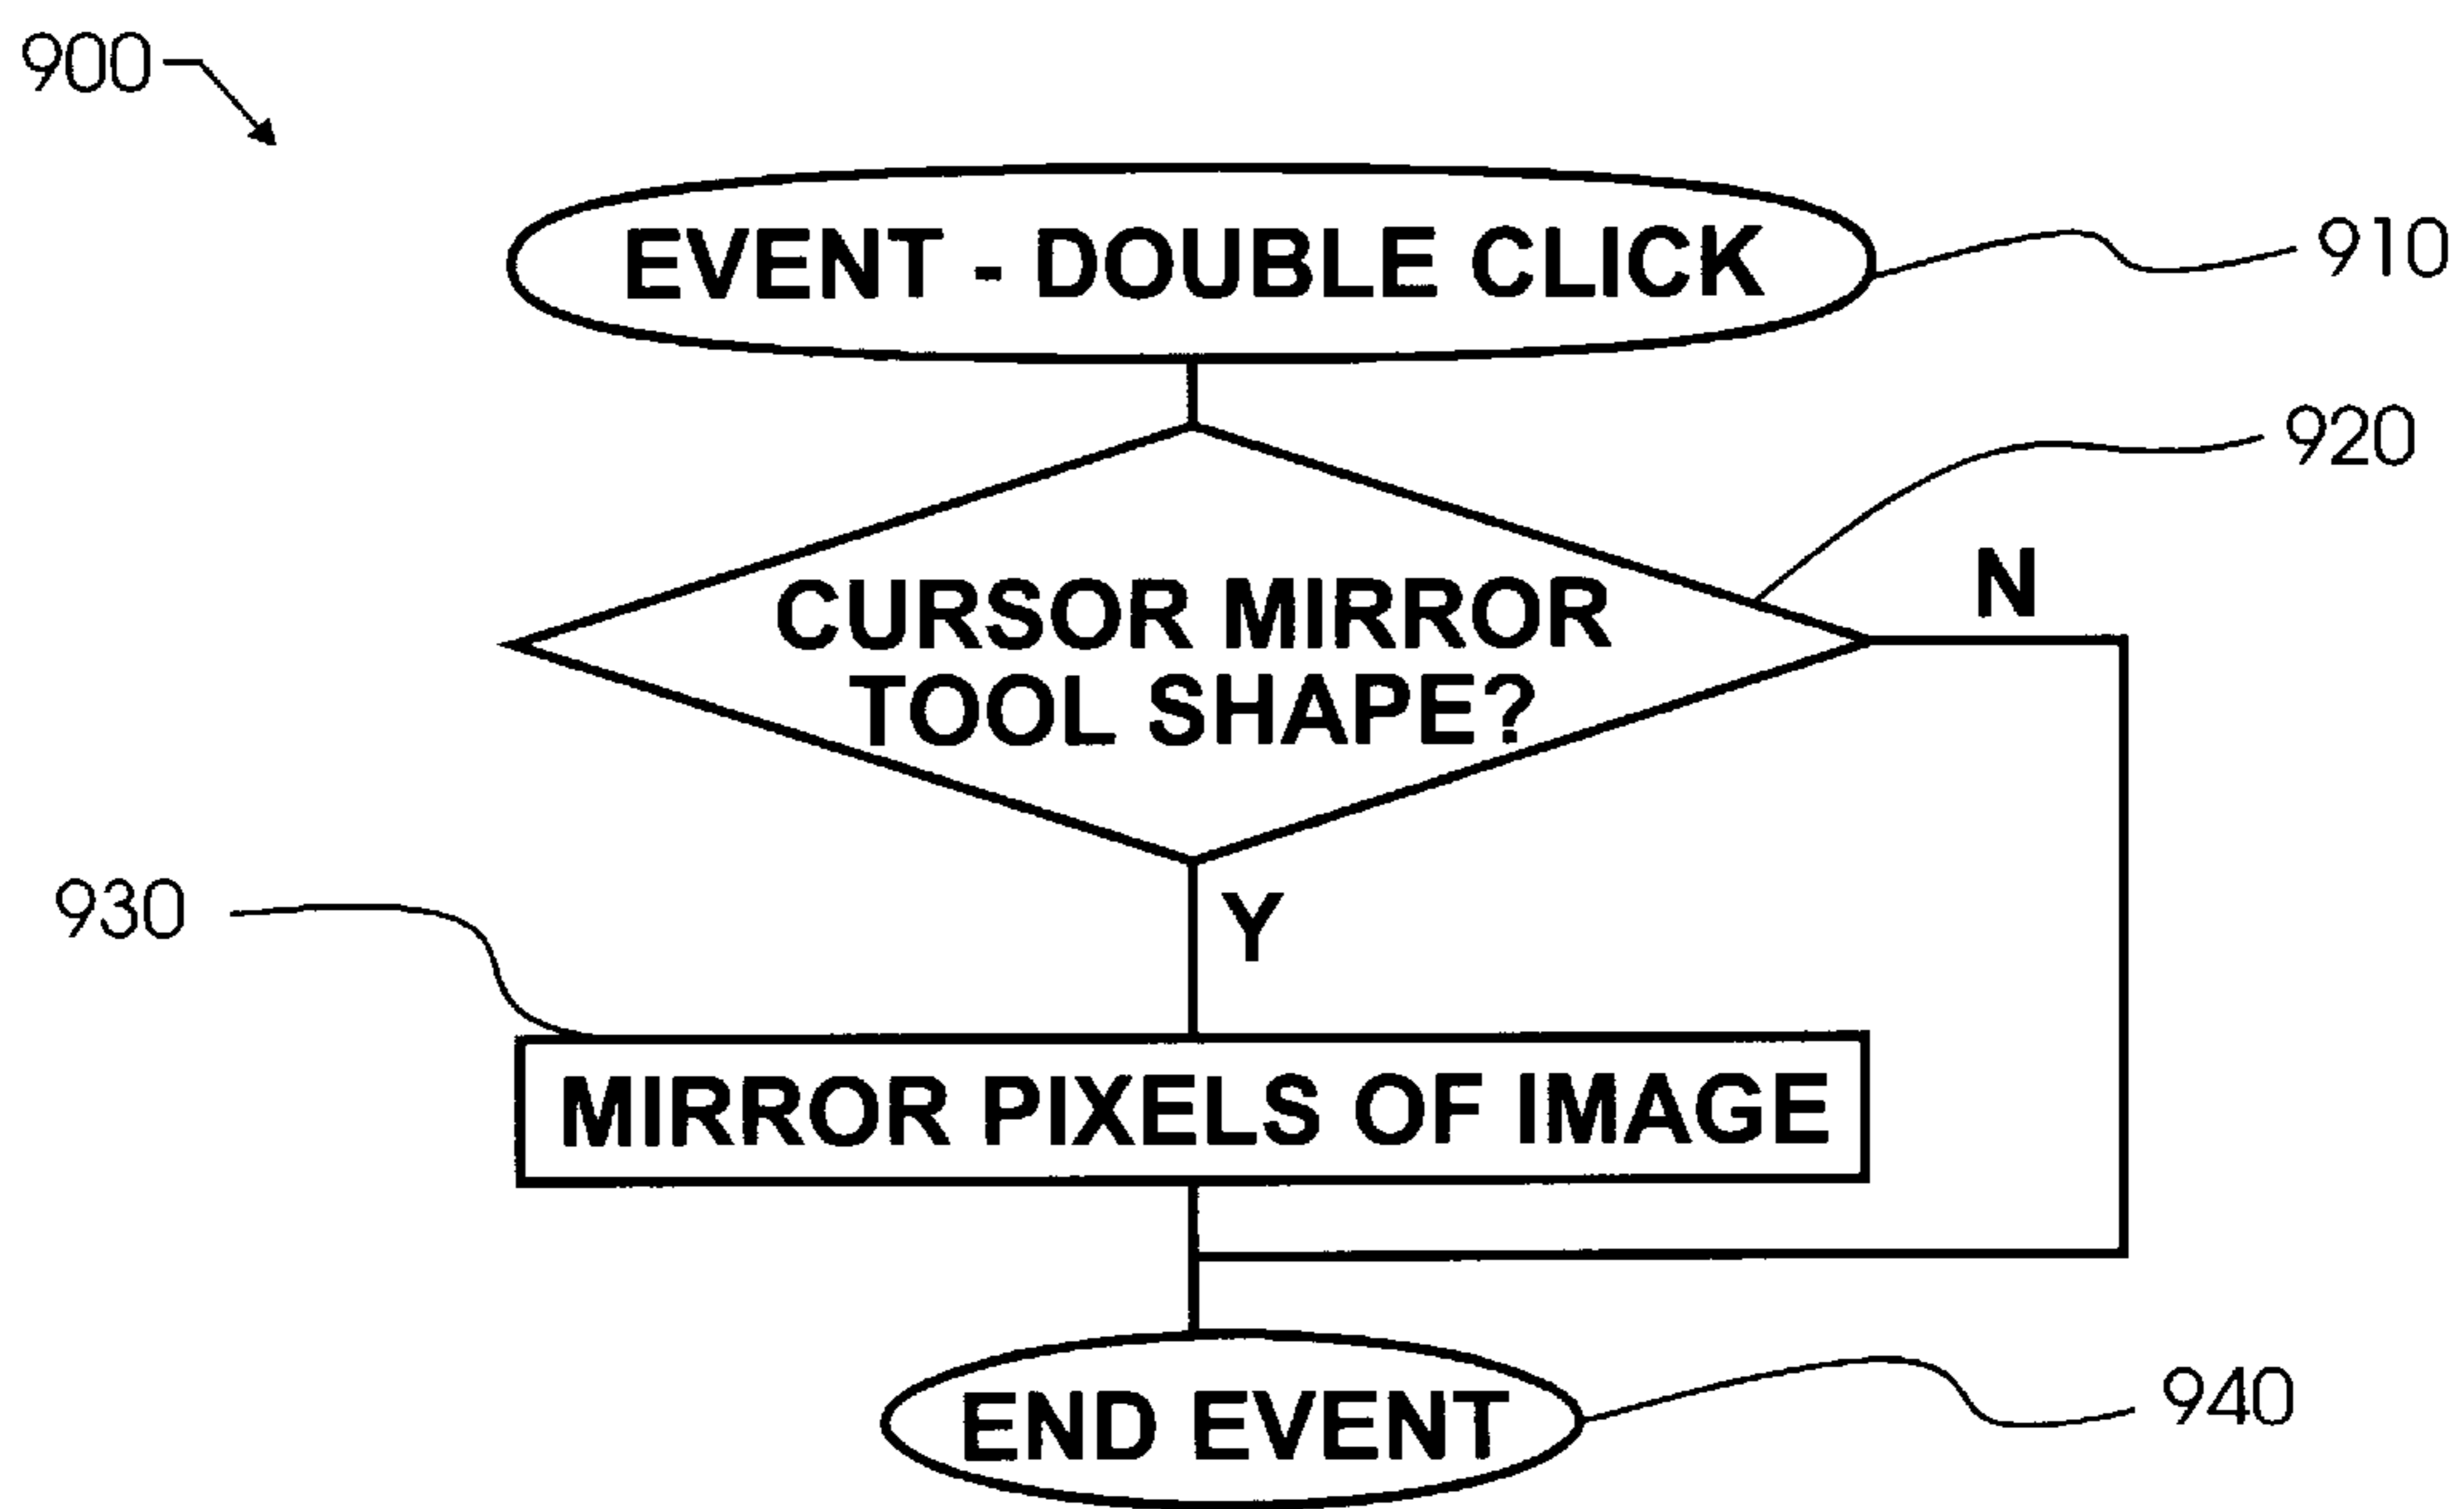 900
EVENT - DOUBLE CLICK
910
920
N
CURSOR MIRROR
TOOL SHAPE?
930
Y
MIRROR PIXELS OF IMAGE
END EVENT
940